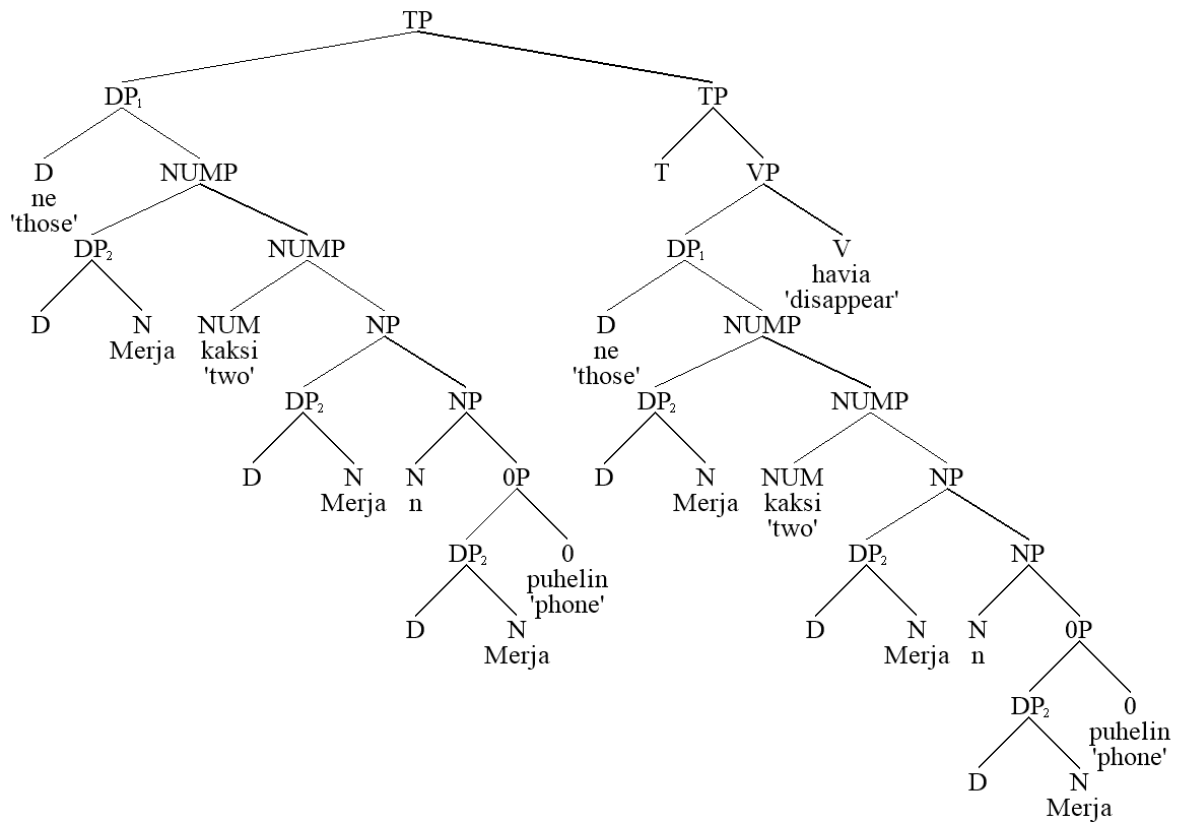 TP
DP₁ TP
D NUMP T VP
ne
'those'
DP₂ NUMP DP₁ V
havia
'disappear'
D N NUM NP D NUMP
Merja kaksi ne
'two' 'those'
DP₂ NP DP₂ NUMP
D N N 0P D N NUM NP
Merja n Merja kaksi
'two'
DP₂ 0 DP₂ NP
puhelin
'phone'
D N D N N 0P
Merja Merja n
DP₂ 0
puhelin
'phone'
D N
Merja